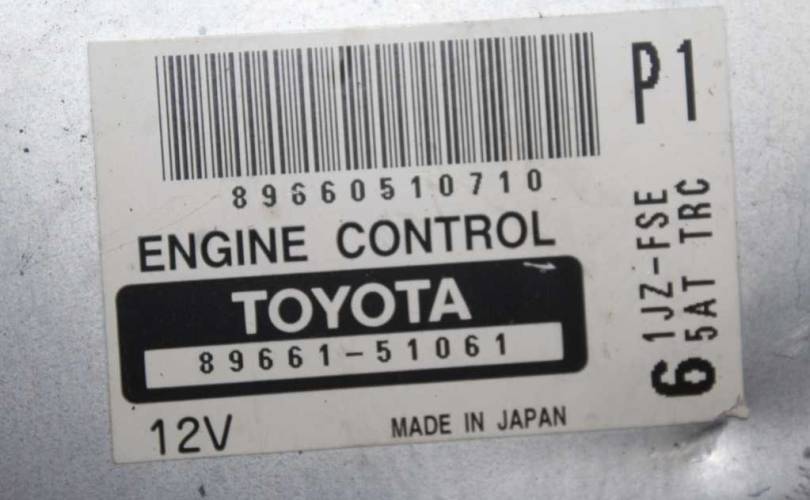 P1
89660510710
ENGINE CONTROL
TOYOTA
89661-51061
12V
MADE IN JAPAN
6
1JZ-FSE
5AT TRC